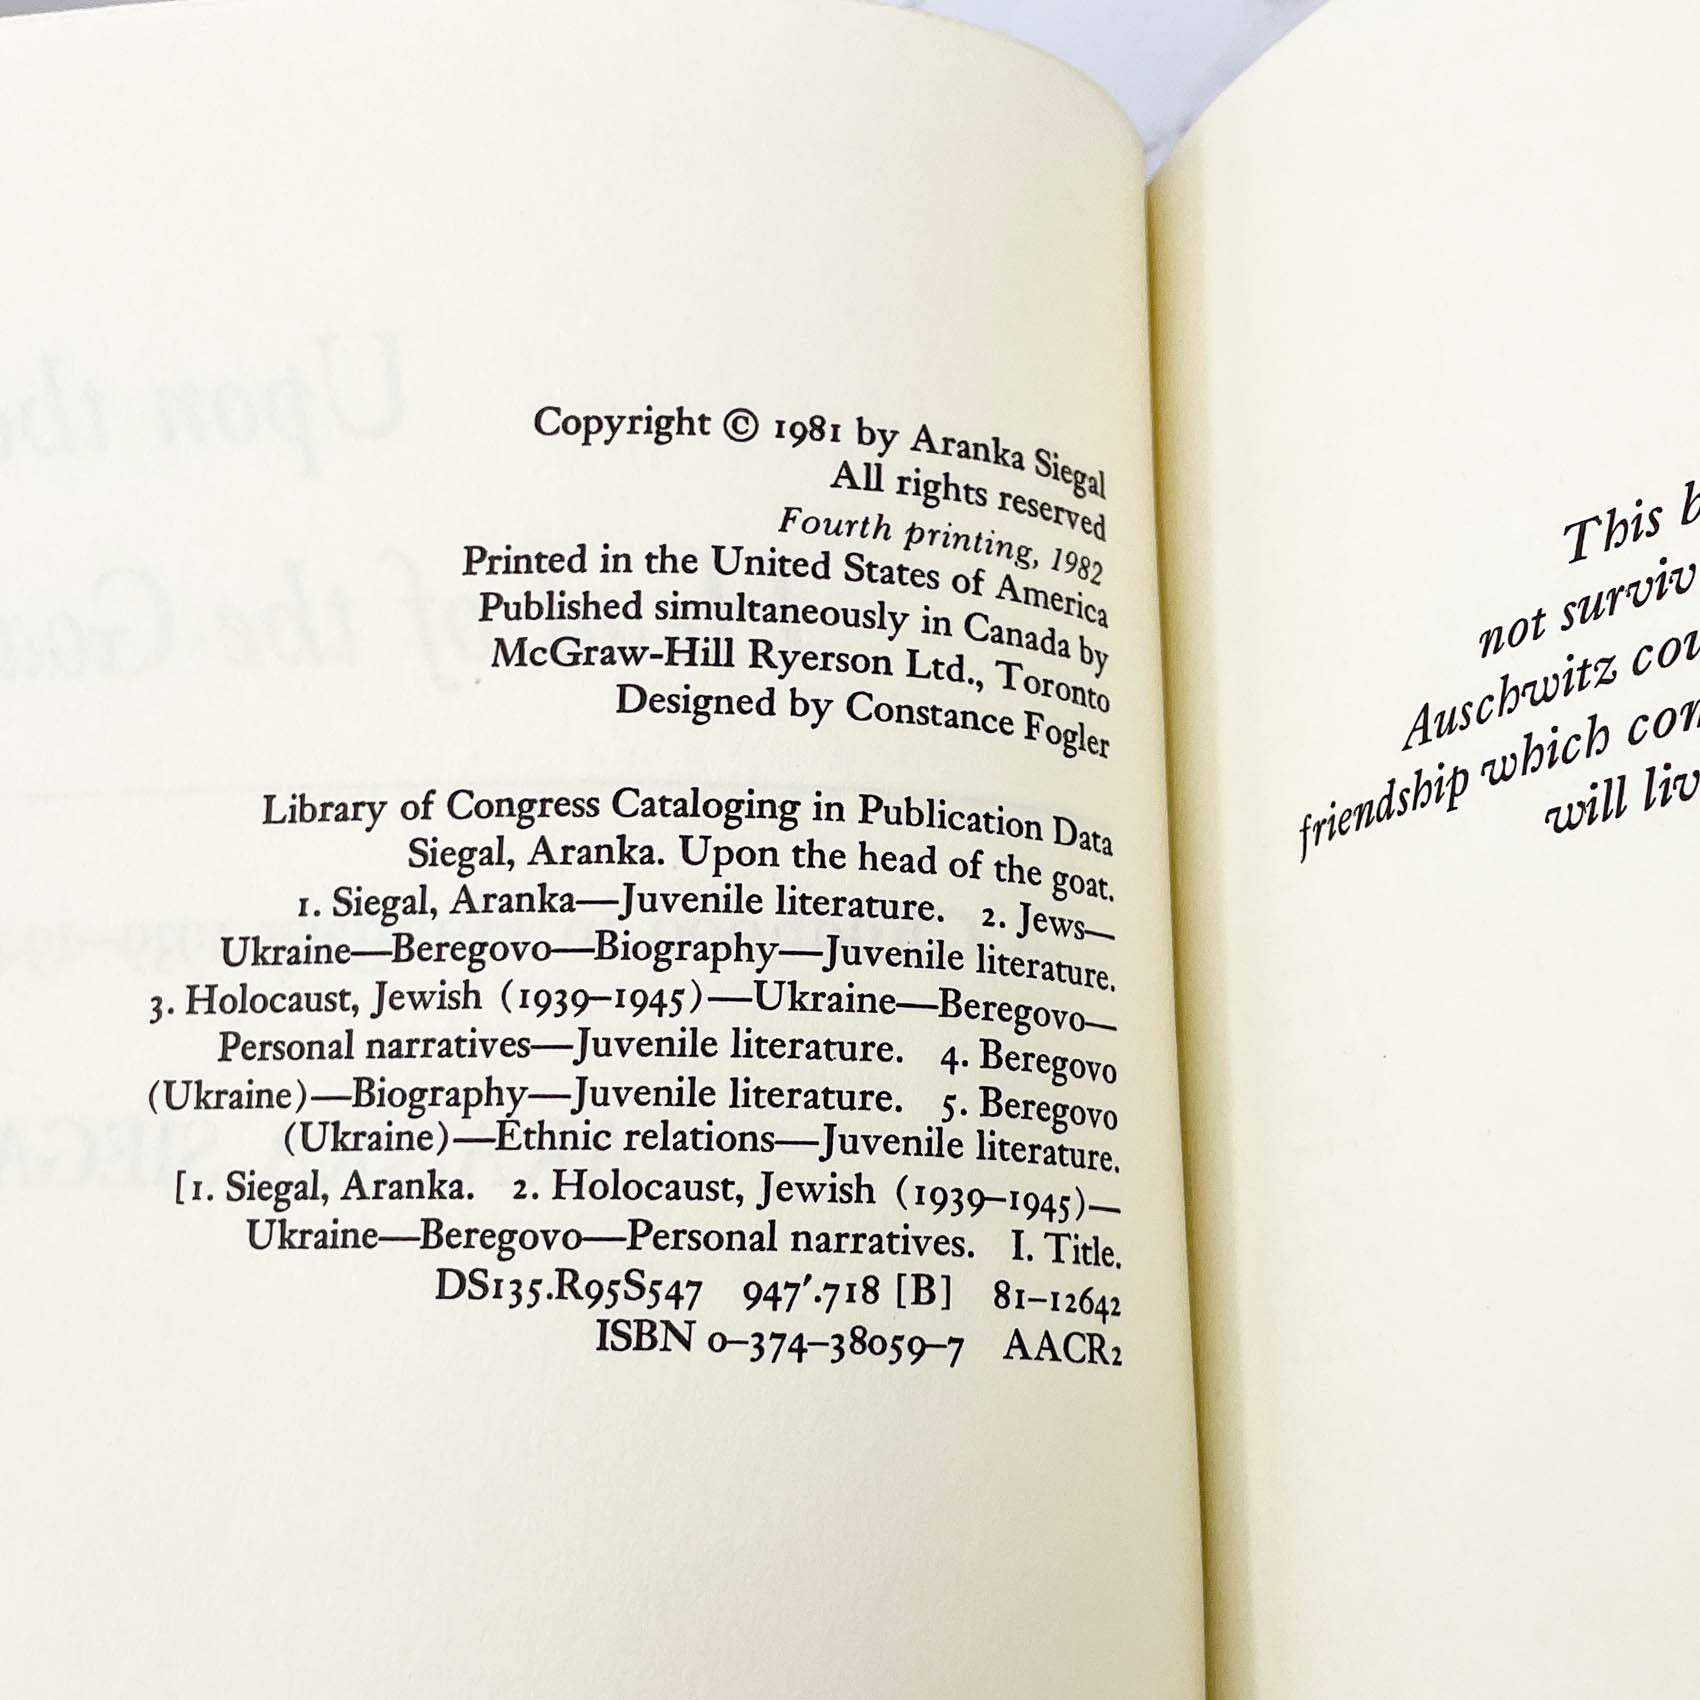 Copyright © 1981 by Aranka Siegal
All rights reserved
Fourth printing, 1982
Printed in the United States of America
Published simultaneously in Canada by
McGraw-Hill Ryerson Ltd., Toronto
Designed by Constance Fogler
Library of Congress Cataloging in Publication Data
Siegal, Aranka. Upon the head of the goat.
1. Siegal, Aranka—Juvenile literature. 2. Jews—
Ukraine—Beregovo—Biography—Juvenile literature.
3. Holocaust, Jewish (1939–1945)—Ukraine—Beregovo—
Personal narratives—Juvenile literature. 4. Beregovo
(Ukraine)—Biography—Juvenile literature. 5. Beregovo
(Ukraine)—Ethnic relations—Juvenile literature.
[1. Siegal, Aranka. 2. Holocaust, Jewish (1939–1945)—
Ukraine—Beregovo—Personal narratives. I. Title.
DS135.R95S547 947'.718 [B] 81–12642
ISBN 0–374–38059–7 AACR2
This
not
Auschwitz
friendship which
will